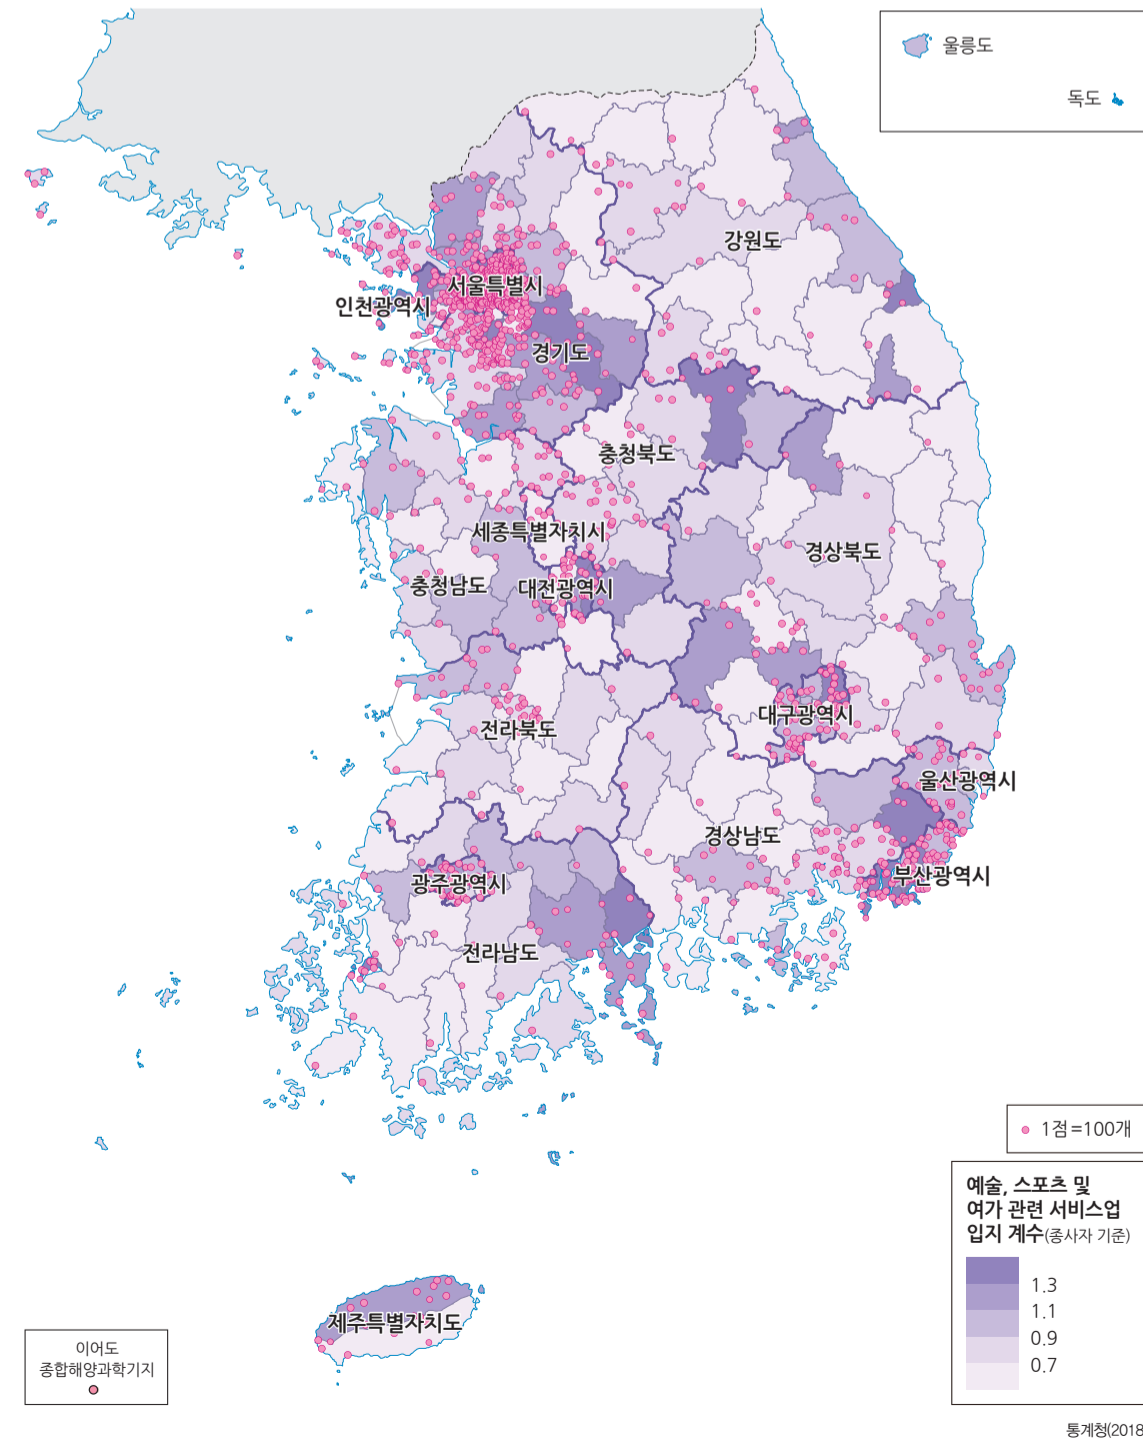 울릉도
독도
강원도
서울특별시
인천광역시
경기도
충청북도
세종특별자치시
경상북도
충청남도
대전광역시
대구광역시
전라북도
울산광역시
경상남도
부산광역시
광주광역시
전라남도
1점=100개
예술, 스포츠 및
여가 관련 서비스업
입지 계수(종사자 기준)
1.3
1.1
0.9
0.7
제주특별자치도
이어도
종합해양과학기지
통계청(2018